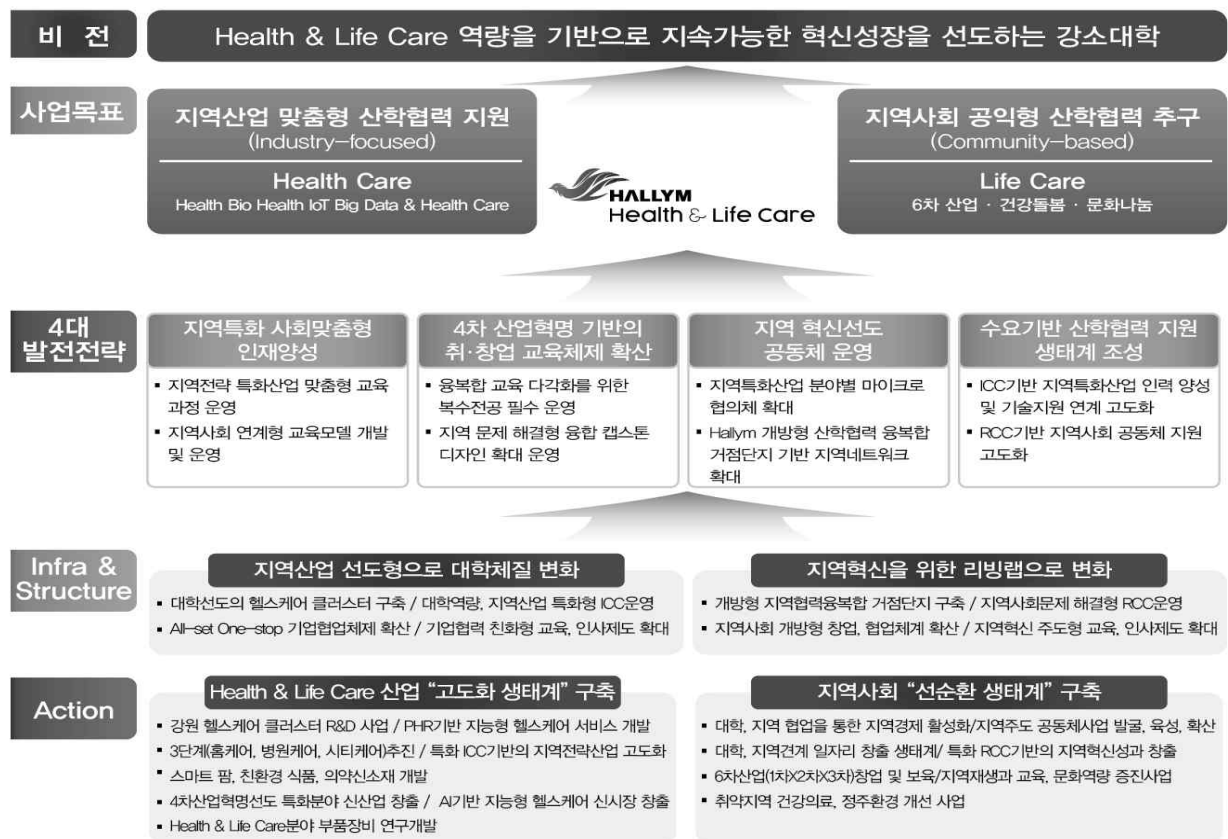 비 전
Health & Life Care 역량을 기반으로 지속가능한 혁신성장을 선도하는 강소대학
사업목표
지역산업 맞춤형 산학협력 지원
(Industry-focused)
Health Care
Health Bio Health IoT Big Data & Health Care
HALLYM
Health & Life Care
지역사회 공익형 산학협력 추구
(Community-based)
Life Care
6차 산업 · 건강돌봄 · 문화나눔
4대
발전전략
지역특화 사회맞춤형
인재양성
▪ 지역전략 특화산업 맞춤형 교육
과정 운영
▪ 지역사회 연계형 교육모델 개발
및 운영
4차 산업혁명 기반의
취·창업 교육체제 확산
▪ 융복합 교육 다각화를 위한
복수전공 필수 운영
▪ 지역 문제 해결형 융합 캡스톤
디자인 확대 운영
지역 혁신선도
공동체 운영
▪ 지역특화산업 분야별 마이크로
협의체 확대
▪ Hallym 개방형 산학협력 융복합
거점단지 기반 지역네트워크
확대
수요기반 산학협력 지원
생태계 조성
▪ ICC기반 지역특화산업 인력 양성
및 기술지원 연계 고도화
▪ RCC기반 지역사회 공동체 지원
고도화
Infra &
Structure
지역산업 선도형으로 대학체질 변화
▪ 대학선도의 헬스케어 클러스터 구축 / 대학역량, 지역산업 특화형 ICC운영
▪ All-set One-stop 기업협업체제 확산 / 기업협력 친화형 교육, 인사제도 확대
지역혁신을 위한 리빙랩으로 변화
▪ 개방형 지역협력융복합 거점단지 구축 / 지역사회문제 해결형 RCC운영
▪ 지역사회 개방형 창업, 협업체계 확산 / 지역혁신 주도형 교육, 인사제도 확대
Action
Health & Life Care 산업 “고도화 생태계” 구축
▪ 강원 헬스케어 클러스터 R&D 사업 / PHR기반 지능형 헬스케어 서비스 개발
▪ 3단계(홈케어, 병원케어, 시티케어)추진 / 특화 ICC기반의 지역전략산업 고도화
▪ 스마트 팜, 친환경 식품, 의약신소재 개발
▪ 4차산업혁명선도 특화분야 신산업 창출 / AI기반 지능형 헬스케어 신시장 창출
▪ Health & Life Care분야 부품장비 연구개발
지역사회 “선순환 생태계” 구축
▪ 대학, 지역 협업을 통한 지역경제 활성화/지역주도 공동체사업 발굴, 육성, 확산
▪ 대학, 지역건계 일자리 창출 생태계/ 특화 RCC기반의 지역혁신성과 창출
▪ 6차산업(1차X2차X3차)창업 및 보육/지역재생과 교육, 문화역량 증진사업
▪ 취약지역 건강의료, 정주환경 개선 사업